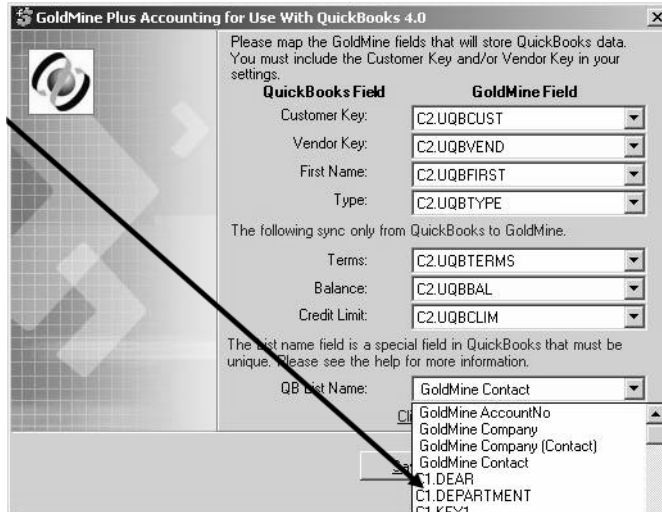 GoldMine Plus Accounting for Use With QuickBooks 4.0
Please map the GoldMine fields that will store QuickBooks data.
You must include the Customer Key and/or Vendor Key in your
settings.
QuickBooks Field GoldMine Field
Customer Key: C2.UQBCUST
Vendor Key: C2.UQBVEND
First Name: C2.UQBFIRST
Type: C2.UQBTYPE
The following sync only from QuickBooks to GoldMine.
Terms: C2.UQBTERMS
Balance: C2.UQBBAL
Credit Limit: C2.UQBCLIM
The List name field is a special field in QuickBooks that must be
unique. Please see the help for more information.
QB List Name: GoldMine Contact
GoldMine AccountNo
GoldMine Company
GoldMine Company (Contact)
GoldMine Contact
C1.DEAR
C1.DEPARTMENT
C1.KEY1